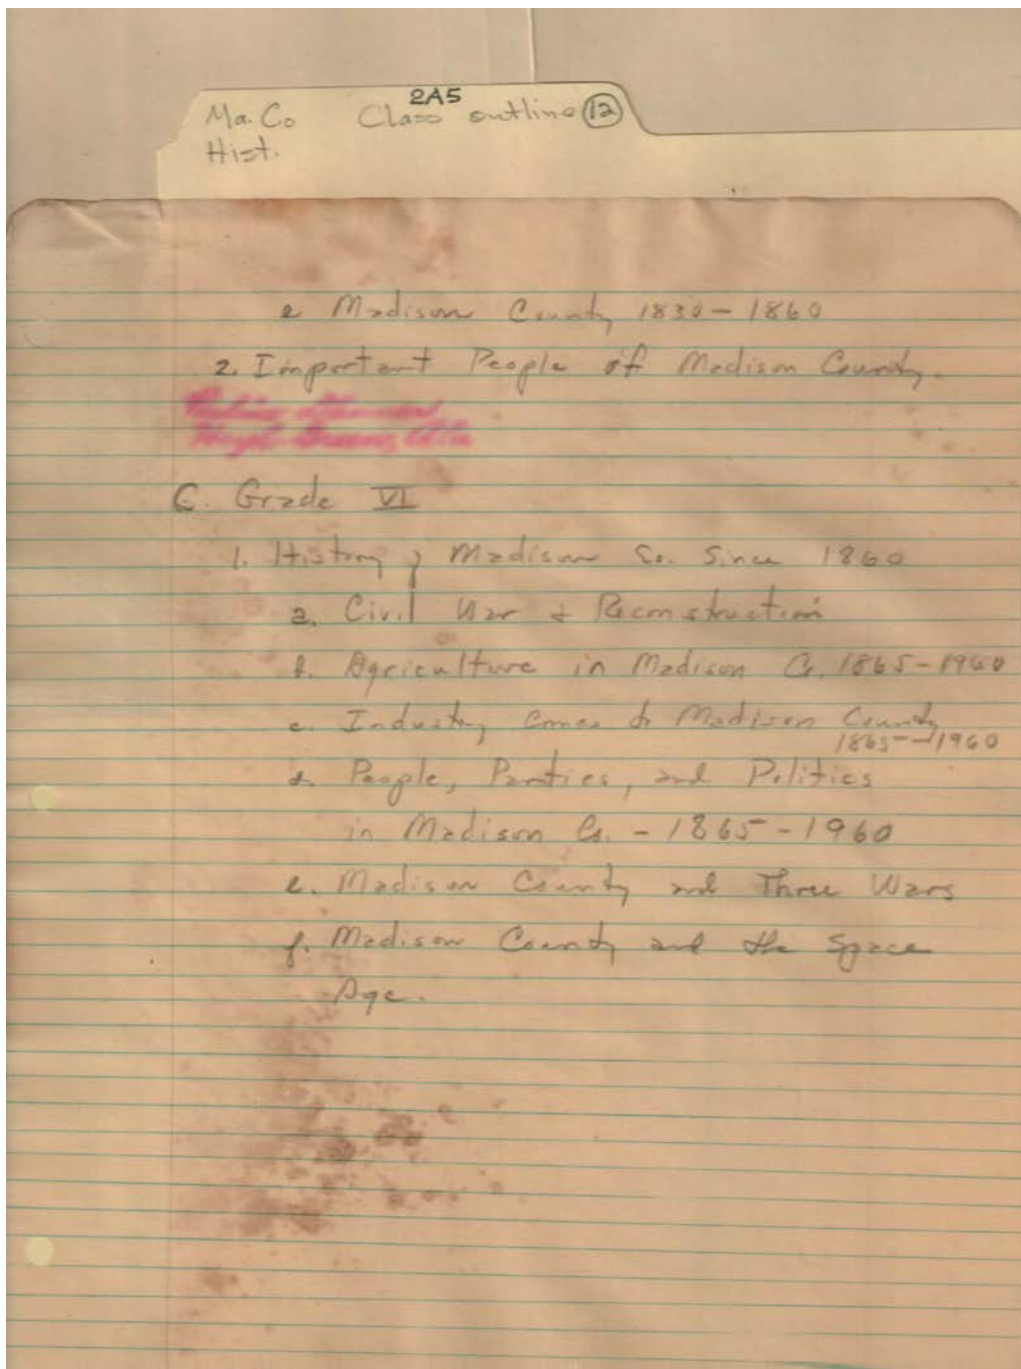 2A5
Ma. Co Class outline 12
Hist.
e Madison County 1830 - 1860
2. Important People of Madison County.
C. Grade VI
1. History of Madison Co. Since 1860
a. Civil War & Reconstruction
b. Agriculture in Madison Co. 1865-1960
c. Industry Comes to Madison County
1865-1960
d. People, Parties, and Politics
in Madison Co. - 1865-1960
e. Madison County and Three Wars
f. Madison County and the Space
Age.